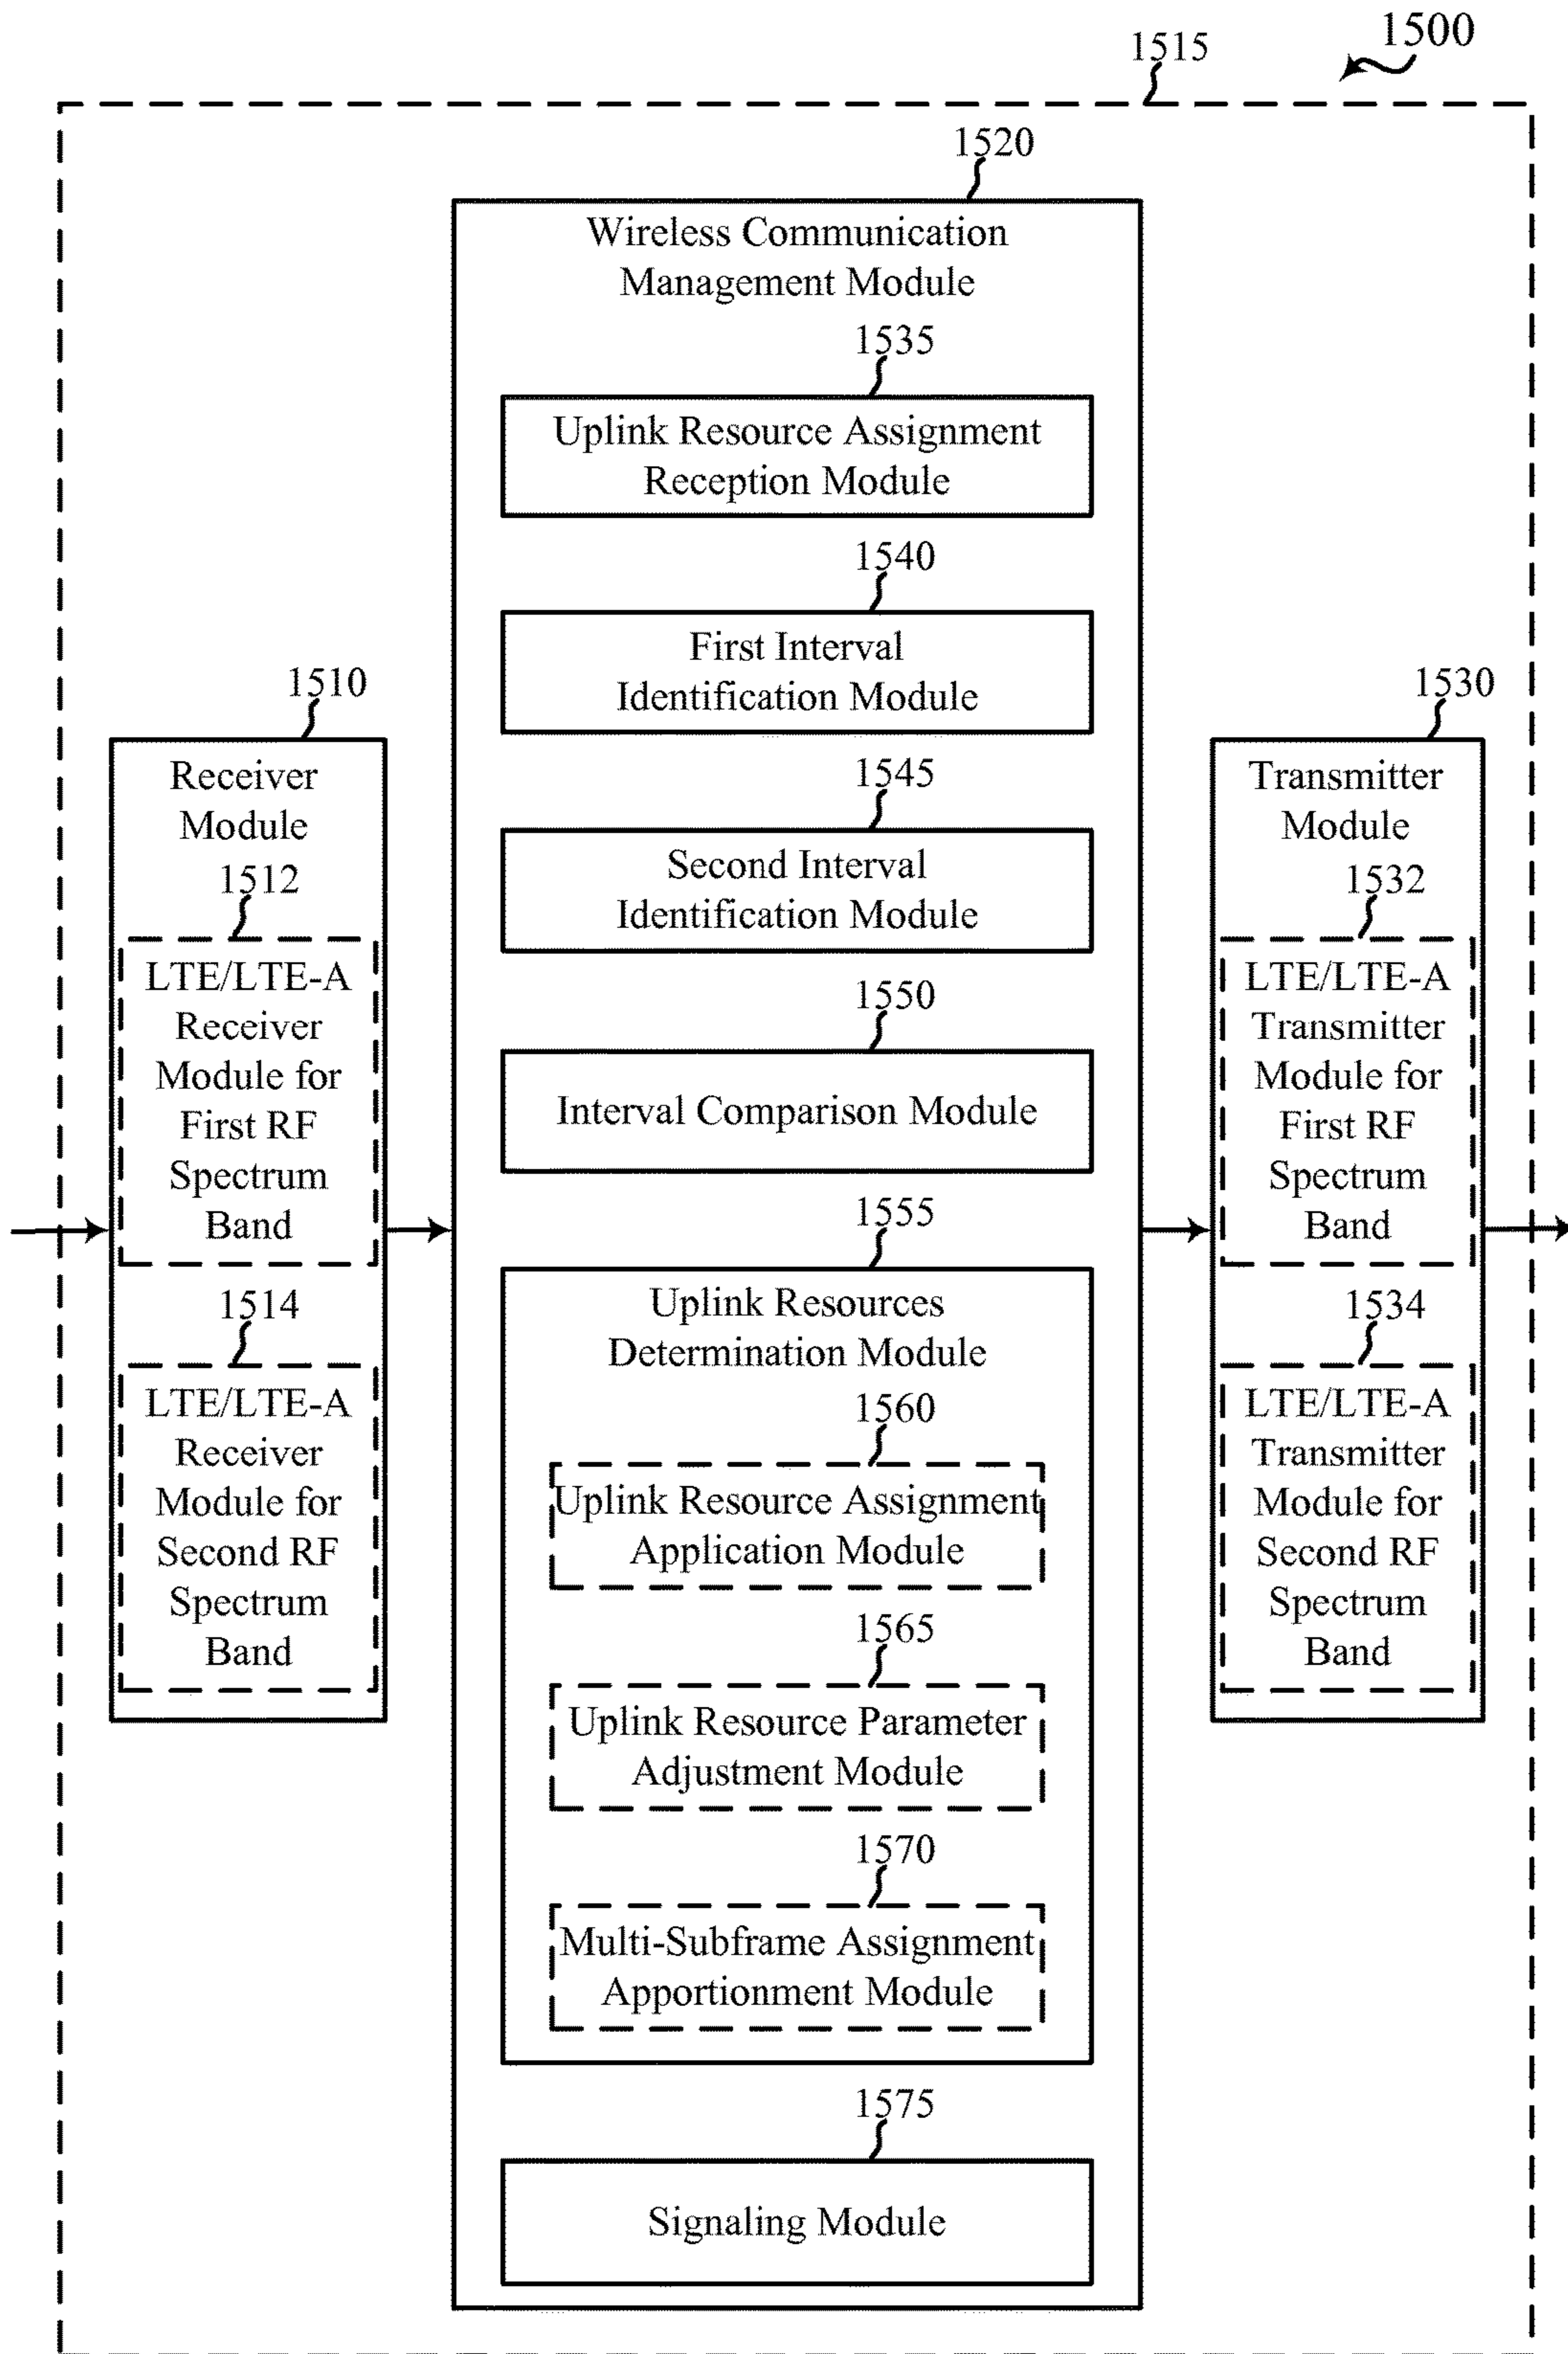 1500
1515
1520
Wireless Communication
Management Module
1535
Uplink Resource Assignment
Reception Module
1540
First Interval
Identification Module
1545
Second Interval
Identification Module
1550
Interval Comparison Module
1555
Uplink Resources
Determination Module
1560
Uplink Resource Assignment
Application Module
1565
Uplink Resource Parameter
Adjustment Module
1570
Multi-Subframe Assignment
Apportionment Module
1575
Signaling Module
1510
Receiver
Module
1512
LTE/LTE-A
Receiver
Module for
First RF
Spectrum
Band
1514
LTE/LTE-A
Receiver
Module for
Second RF
Spectrum
Band
1530
Transmitter
Module
1532
LTE/LTE-A
Transmitter
Module for
First RF
Spectrum
Band
1534
LTE/LTE-A
Transmitter
Module for
Second RF
Spectrum
Band